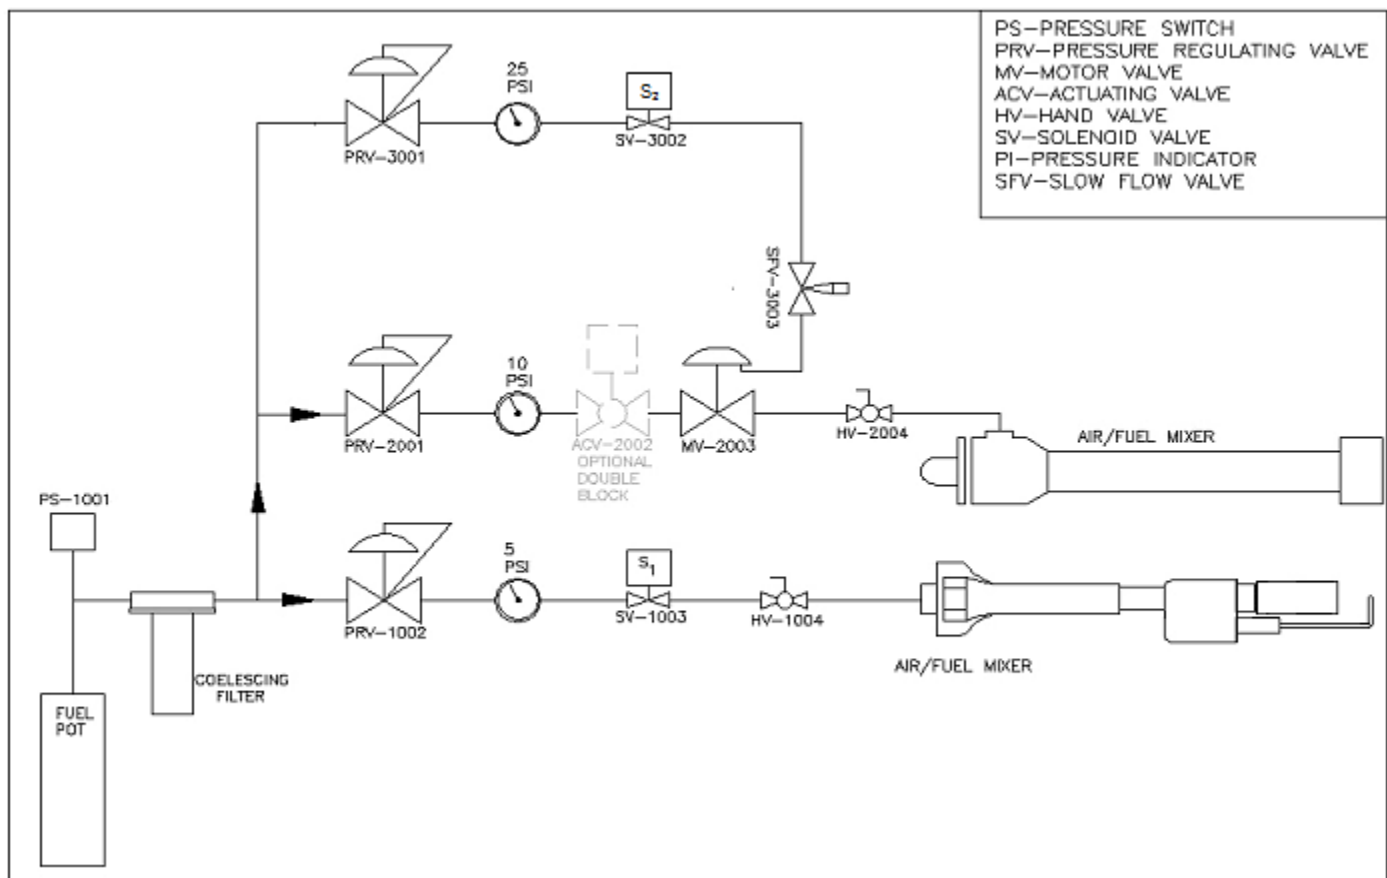 PS-PRESSURE SWITCH
PRV-PRESSURE REGULATING VALVE
MV-MOTOR VALVE
ACV-ACTUATING VALVE
HV-HAND VALVE
SV-SOLENOID VALVE
PI-PRESSURE INDICATOR
SFV-SLOW FLOW VALVE
25
PSI
S₂
PRV-3001
SV-3002
SFV-3003
10
PSI
PRV-2001
ACV-2002
OPTIONAL
DOUBLE
BLOCK
MV-2003
HV-2004
AIR/FUEL MIXER
PS-1001
5
PSI
S₁
PRV-1002
SV-1003
HV-1004
AIR/FUEL MIXER
COELESCING
FILTER
FUEL
POT